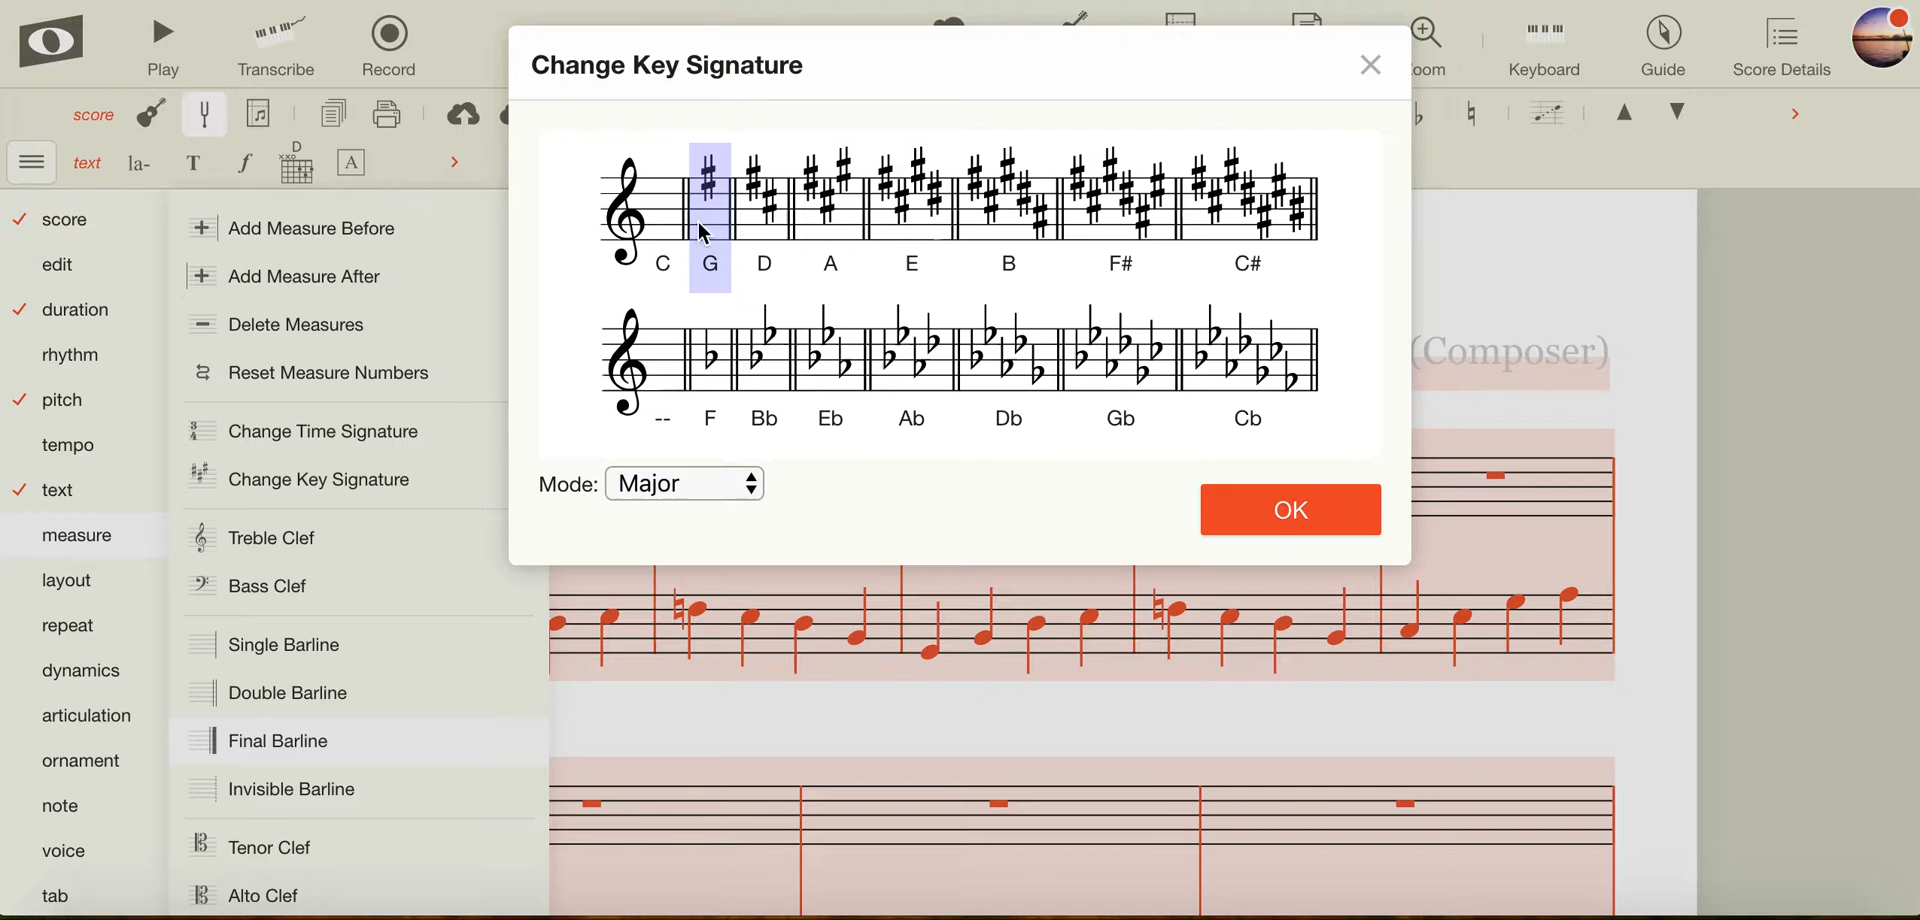 Change Key Signature
Play
Transcribe
Record
Keyboard
Guide
Score Details
score
text
la-
T
f
D
xxo
A
C G D A E B F# C#
-- F Bb Eb Ab Db Gb Cb
Mode: Major
OK
(Composer)
score
edit
duration
rhythm
pitch
tempo
text
measure
layout
repeat
dynamics
articulation
ornament
note
voice
tab
Add Measure Before
Add Measure After
Delete Measures
Reset Measure Numbers
Change Time Signature
Change Key Signature
Treble Clef
Bass Clef
Single Barline
Double Barline
Final Barline
Invisible Barline
Tenor Clef
Alto Clef